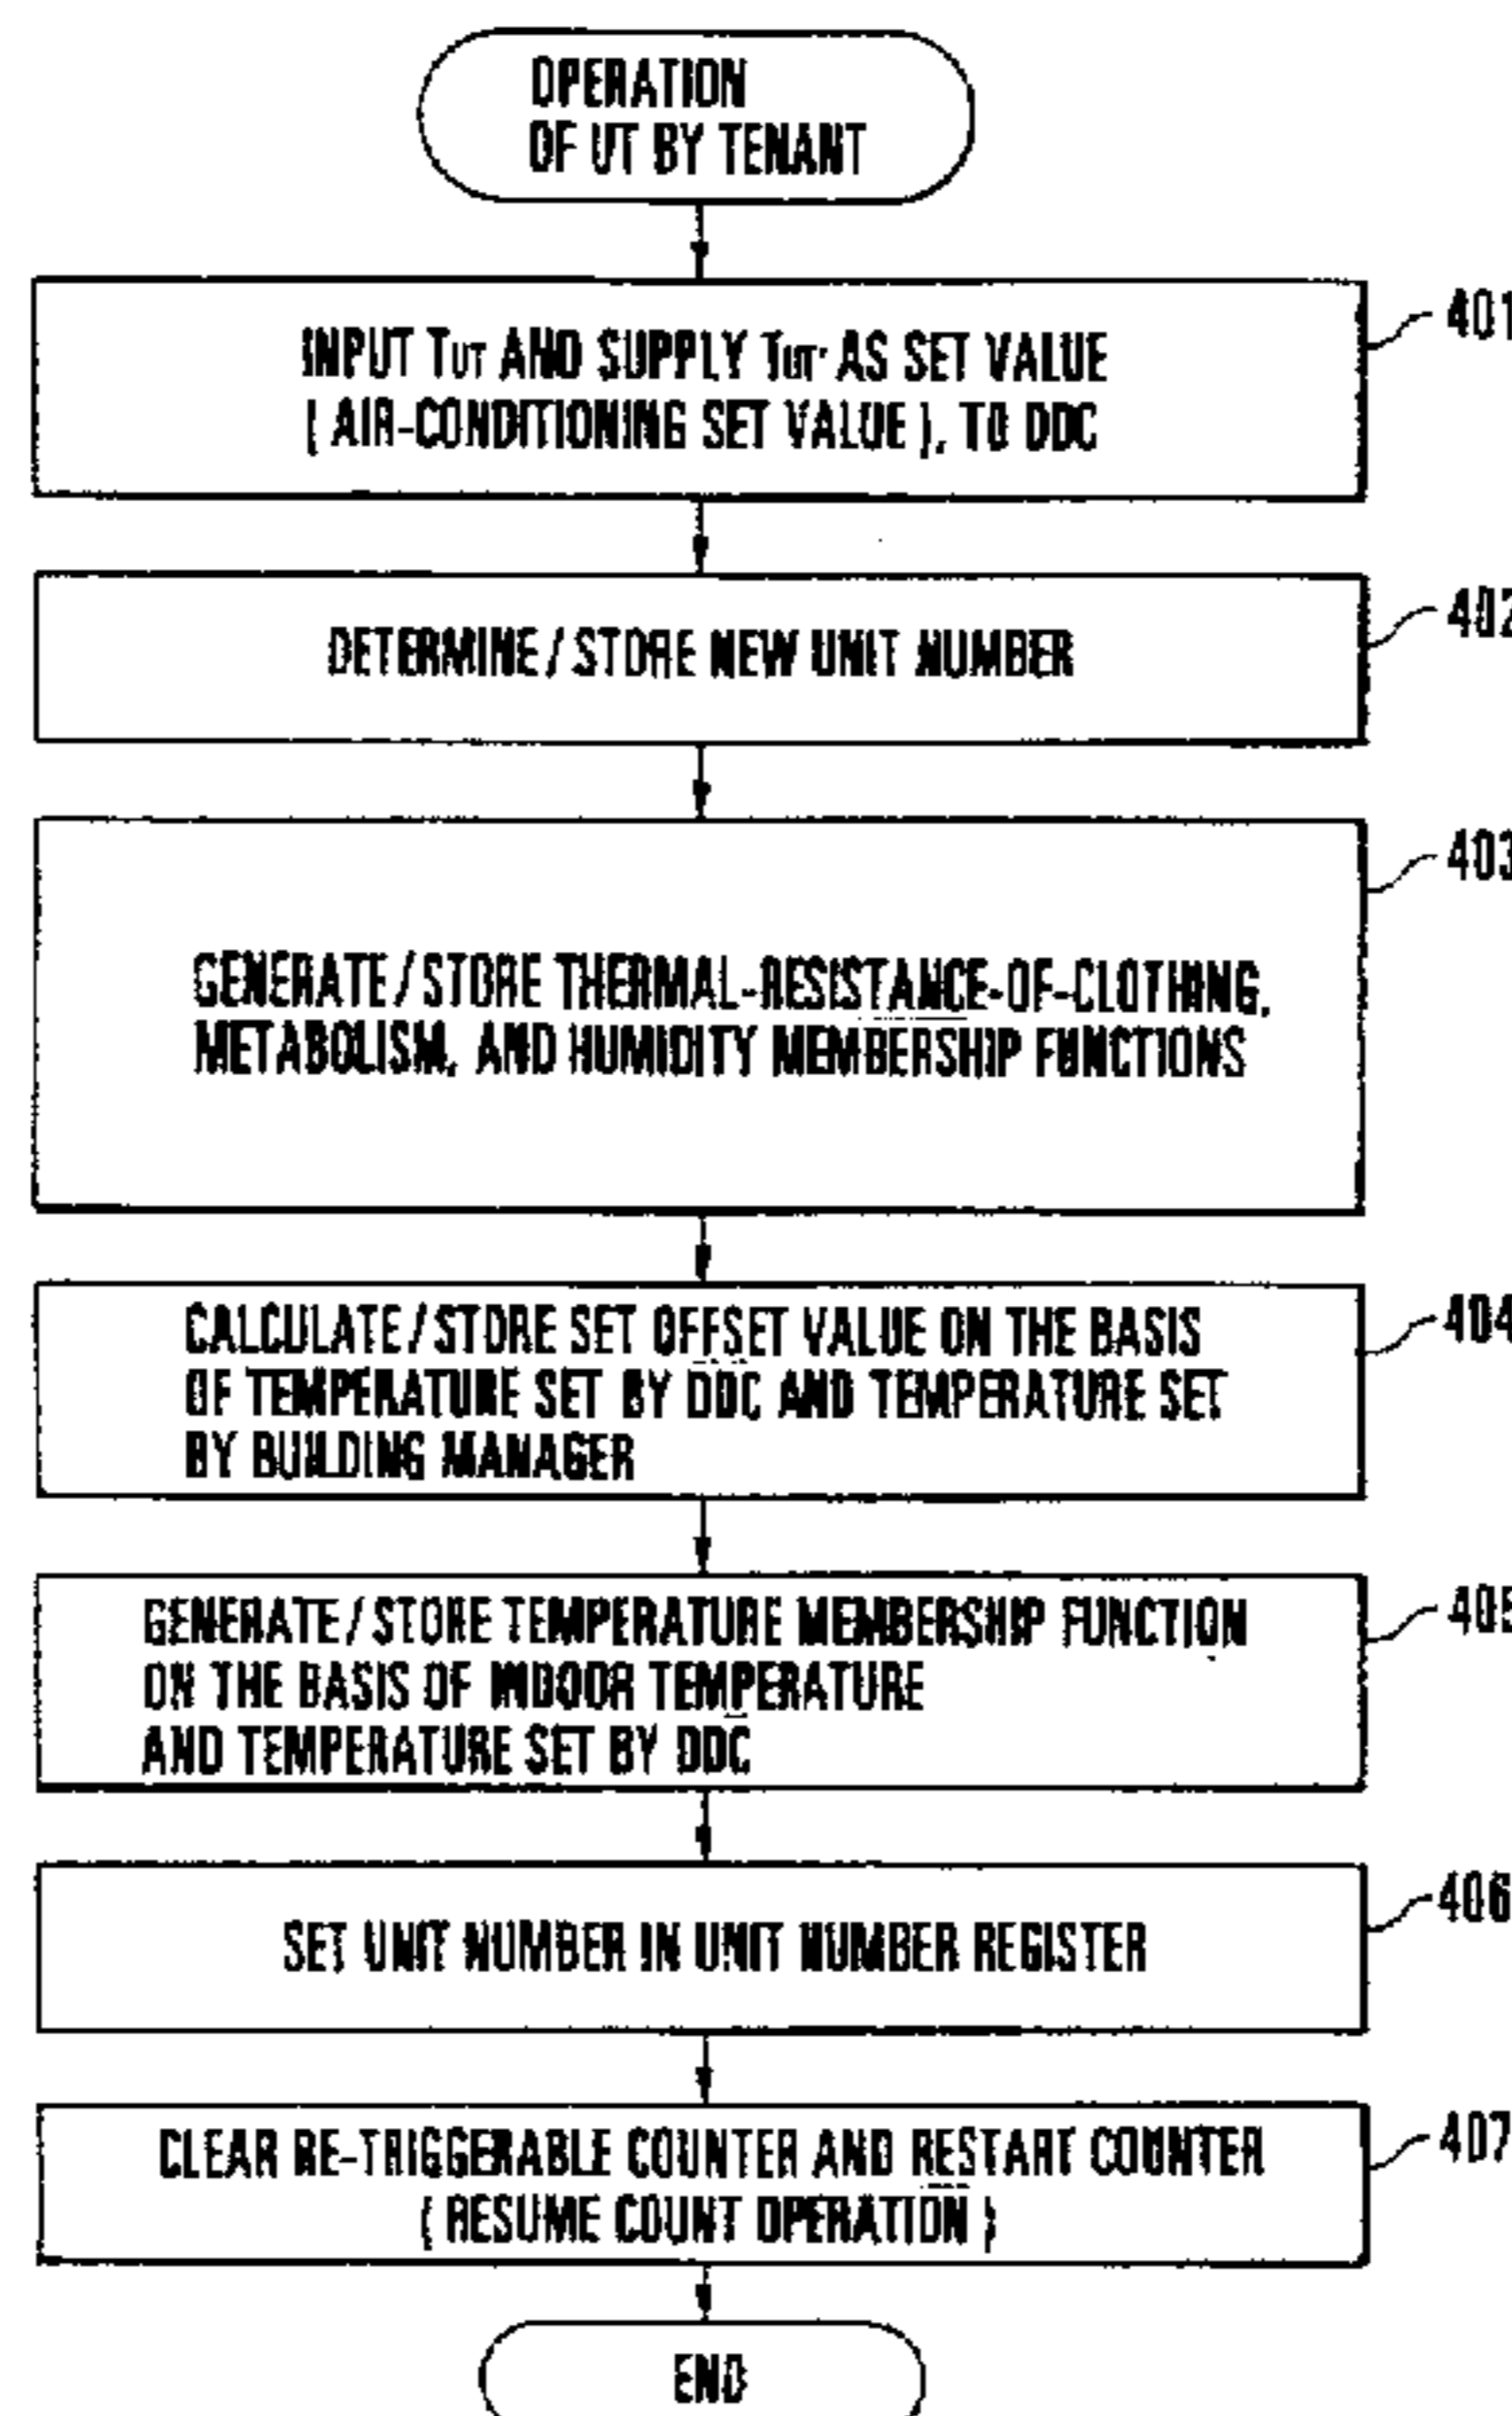 OPERATION
OF UT BY TENANT
INPUT TUT AND SUPPLY TUT' AS SET VALUE
( AIR-CONDITIONING SET VALUE ), TO DDC
401
DETERMINE/STORE NEW UNIT NUMBER
402
GENERATE/STORE THERMAL-RESISTANCE-OF-CLOTHING,
METABOLISM, AND HUMIDITY MEMBERSHIP FUNCTIONS
403
CALCULATE/STORE SET OFFSET VALUE ON THE BASIS
OF TEMPERATURE SET BY DDC AND TEMPERATURE SET
BY BUILDING MANAGER
404
GENERATE/STORE TEMPERATURE MEMBERSHIP FUNCTION
ON THE BASIS OF INDOOR TEMPERATURE
AND TEMPERATURE SET BY DDC
405
SET UNIT NUMBER IN UNIT NUMBER REGISTER
406
CLEAR RE-TRIGGERABLE COUNTER AND RESTART COUNTER
( RESUME COUNT OPERATION )
407
END